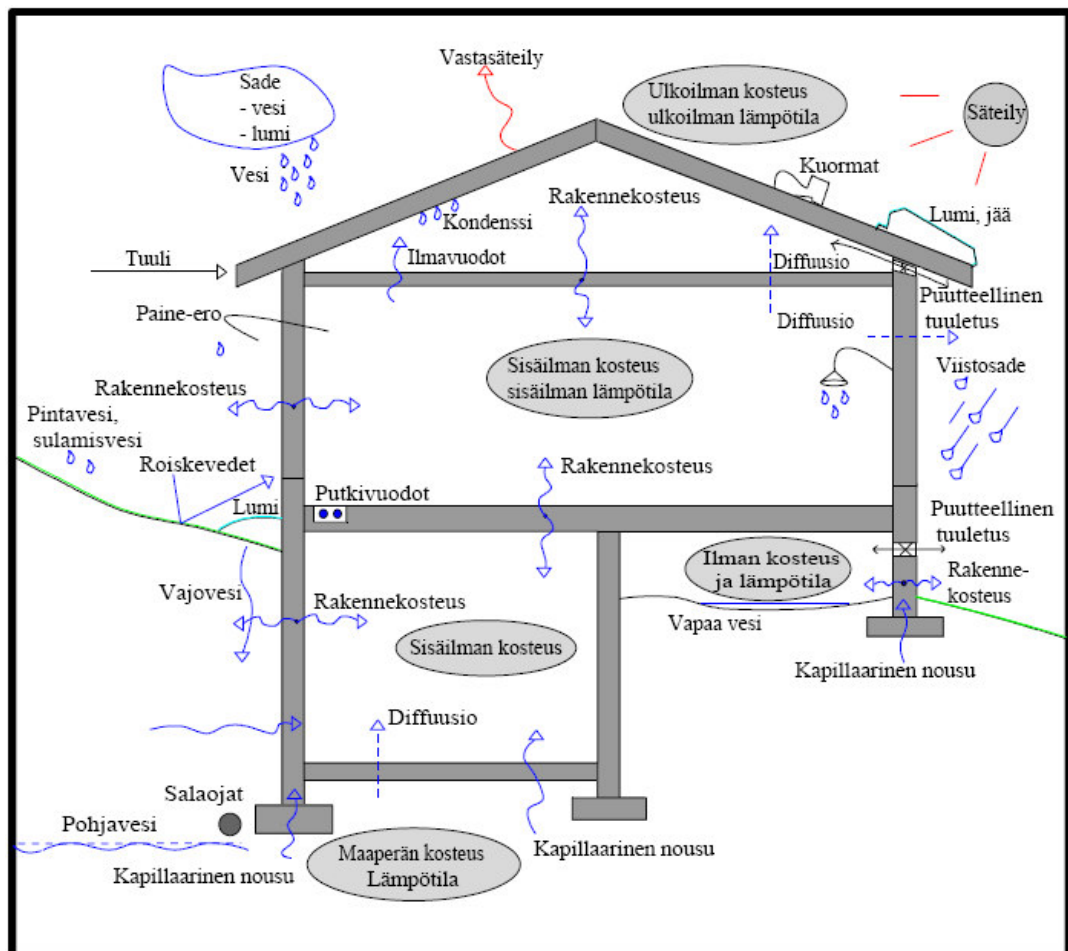 Vastasäteily
Sade
- vesi
- lumi
Vesi
Ulkoilman kosteus
ulkoilman lämpötila
Säteily
Kuormat
Rakennekosteus
Kondenssi
Lumi, jää
Tuuli
Ilmavuodot
Diffuusio
Puutteellinen
tuuletus
Paine-ero
Diffuusio
Sisäilman kosteus
sisäilman lämpötila
Viistosade
Rakennekosteus
Pintavesi,
sulamisvesi
Roiskevedet
Rakennekosteus
Lumi
Putkivuodot
Puutteellinen
tuuletus
Ilman kosteus
ja lämpötila
Vajovesi
Rakenne-
kosteus
Rakennekosteus
Vapaa vesi
Sisäilman kosteus
Kapillaarinen nousu
Diffuusio
Salaojat
Pohjavesi
Maaperän kosteus
Lämpötila
Kapillaarinen nousu
Kapillaarinen nousu